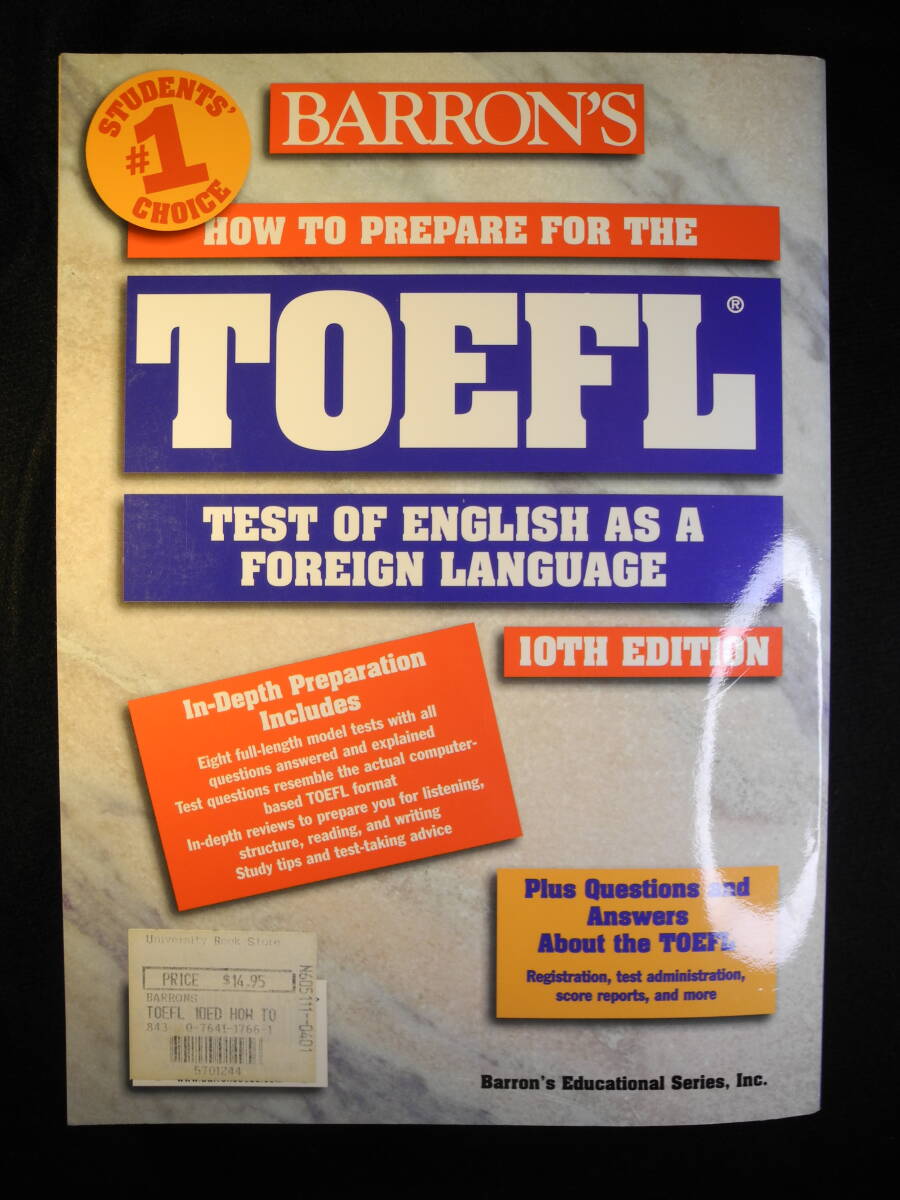 STUDENTS'
#1
CHOICE
BARRON'S
HOW TO PREPARE FOR THE
TOEFL®
TEST OF ENGLISH AS A
FOREIGN LANGUAGE
10TH EDITION
In-Depth Preparation
Includes
Eight full-length model tests with all
questions answered and explained
Test questions resemble the actual computer-
based TOEFL format
In-depth reviews to prepare you for listening,
structure, reading, and writing
Study tips and test-taking advice
Plus Questions and
Answers
About the TOEFL
Registration, test administration,
score reports, and more
University Book Store
PRICE $14.95
BARRONS
TOEFL 10ED HOW TO
843 0-7641-1766-1
5701244
N605111-0401
Barron's Educational Series, Inc.